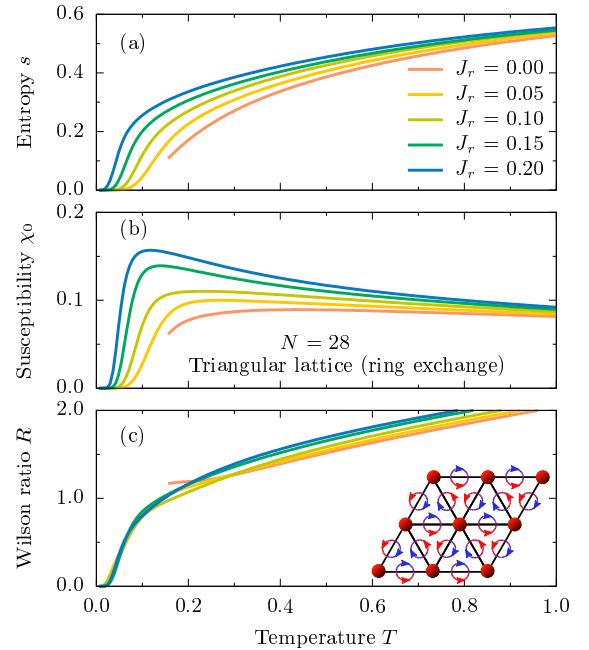 0.6
(a)
Entropy s
0.4
0.2
0.0
J_r = 0.00
J_r = 0.05
J_r = 0.10
J_r = 0.15
J_r = 0.20
0.2
(b)
Susceptibility χ₀
0.1
0.0
N = 28
Triangular lattice (ring exchange)
2.0
(c)
Wilson ratio R
1.0
0.0
0.0 0.2 0.4 0.6 0.8 1.0
Temperature T